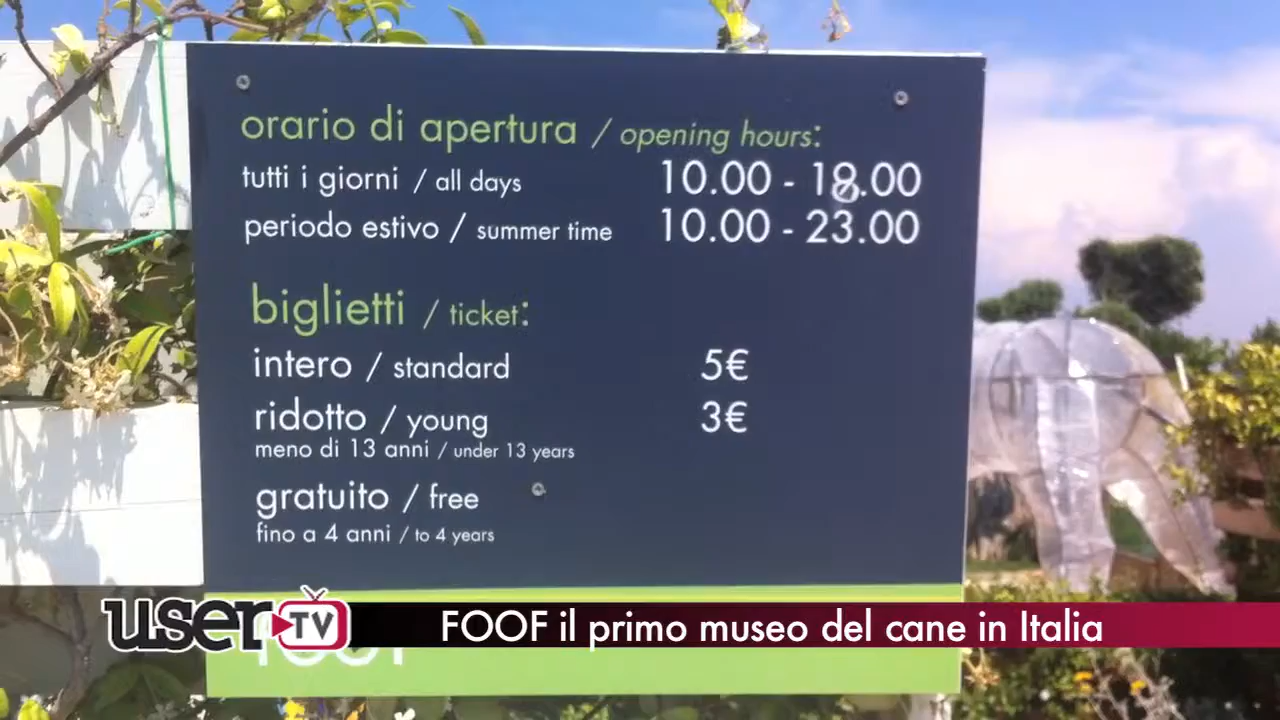 orario di apertura / opening hours:
tutti i giorni / all days 10.00 - 18.00
periodo estivo / summer time 10.00 - 23.00
biglietti / ticket:
intero / standard 5€
ridotto / young 3€
meno di 13 anni / under 13 years
gratuito / free
fino a 4 anni / to 4 years
user TV
FOOF il primo museo del cane in Italia